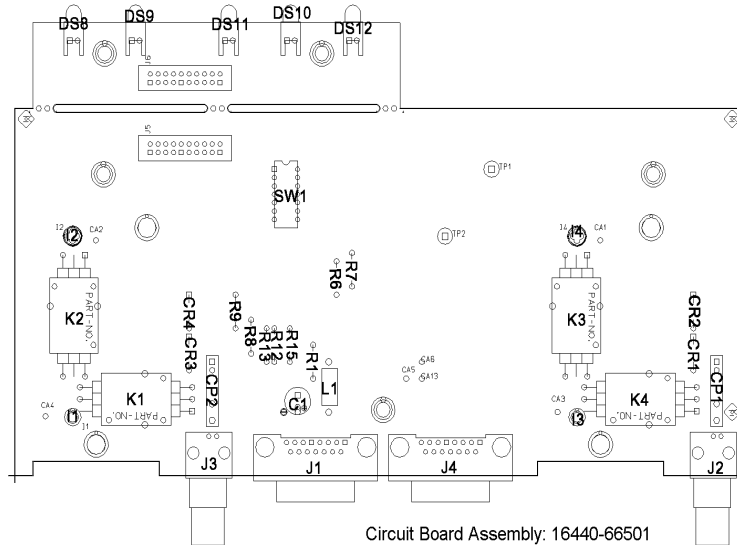 DS8
DS9
DS11
DS10
DS12
J6
J5
SW1
TP1
TP2
I2
I2
CA2
J4
I4
CA1
R6
R7
K2
PART-NO.
K3
PART-NO.
CR4
CR3
R9
R8
R13
R12
R15
R1
CR2
CR1
CA6
CA5
CA13
K1
PART-NO.
CP2
C1
L1
K4
PART-NO.
CP1
CA4
I1
J1
CA3
I3
J3
J1
J4
J2
Circuit Board Assembly: 16440-66501